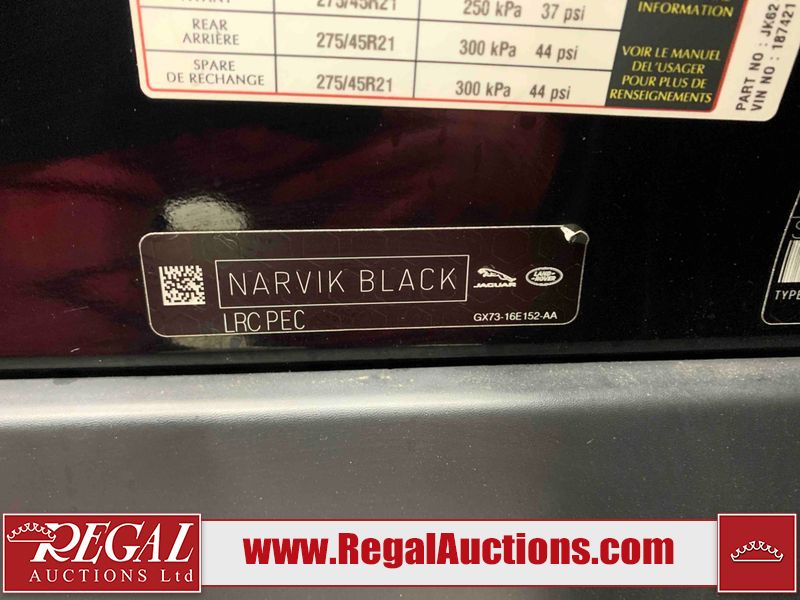 275/45R21 250 kPa 37 psi
REAR
ARRIÈRE 275/45R21 300 kPa 44 psi
SPARE
DE RECHANGE 275/45R21 300 kPa 44 psi
INFORMATION
VOIR LE MANUEL
DEL'USAGER
POUR PLUS DE
RENSEIGNEMENTS
PART NO : JK62
VIN NO : 187421
NARVIK BLACK
JAGUAR
LAND-
ROVER
LRC PEC
GX73-16E152-AA
TYPE
REGAL
AUCTIONS Ltd
www.RegalAuctions.com